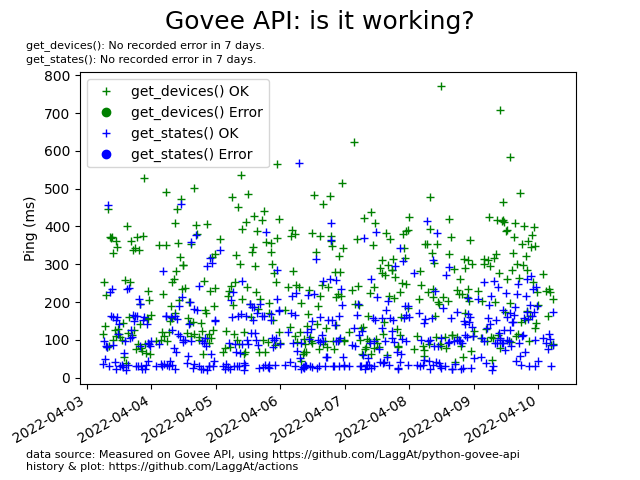 Govee API: is it working?
get_devices(): No recorded error in 7 days.
get_states(): No recorded error in 7 days.
800
700
600
500
400
300
200
100
0
Ping (ms)
get_devices() OK
get_devices() Error
get_states() OK
get_states() Error
2022-04-03
2022-04-04
2022-04-05
2022-04-06
2022-04-07
2022-04-08
2022-04-09
2022-04-10
data source: Measured on Govee API, using https://github.com/LaggAt/python-govee-api
history & plot: https://github.com/LaggAt/actions